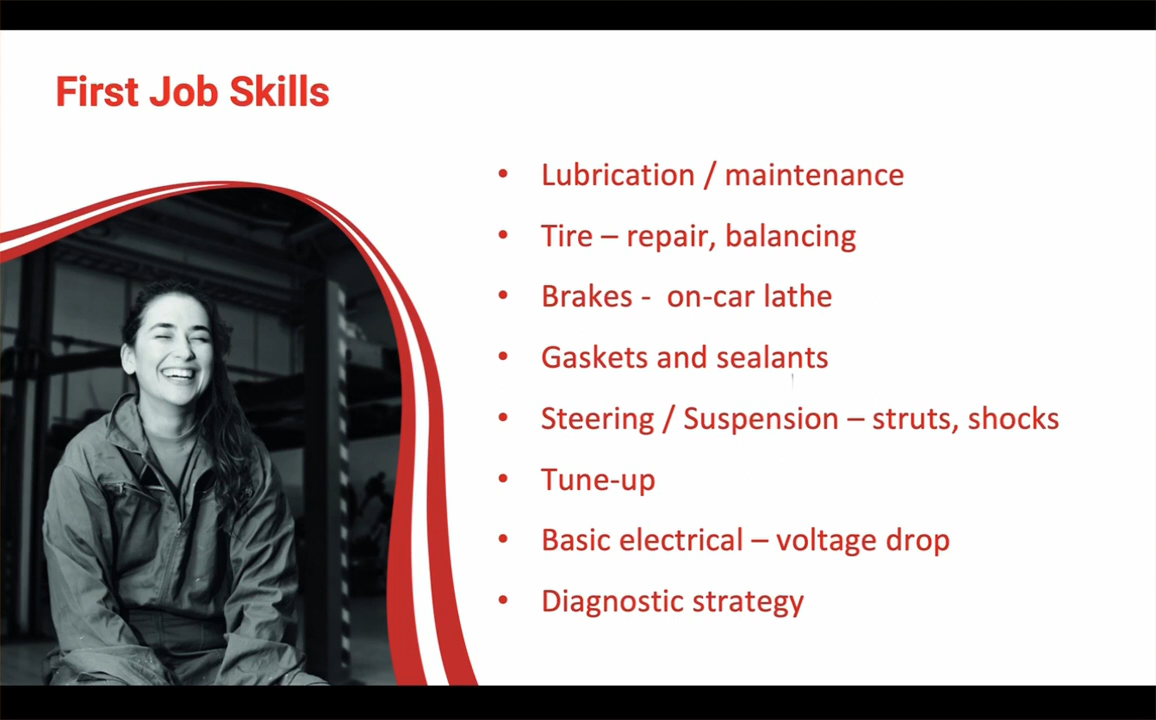 First Job Skills
• Lubrication / maintenance
• Tire – repair, balancing
• Brakes -  on-car lathe
• Gaskets and sealants
• Steering / Suspension – struts, shocks
• Tune-up
• Basic electrical – voltage drop
• Diagnostic strategy